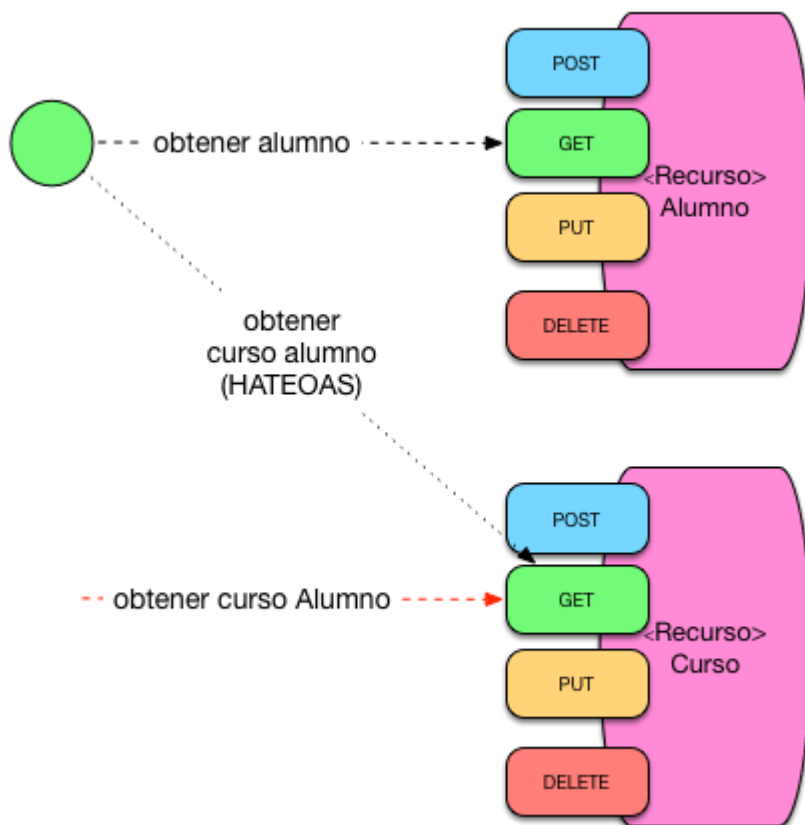 POST
obtener alumno
GET
<Recurso>
Alumno
PUT
DELETE
obtener
curso alumno
(HATEOAS)
POST
obtener curso Alumno
GET
<Recurso>
Curso
PUT
DELETE